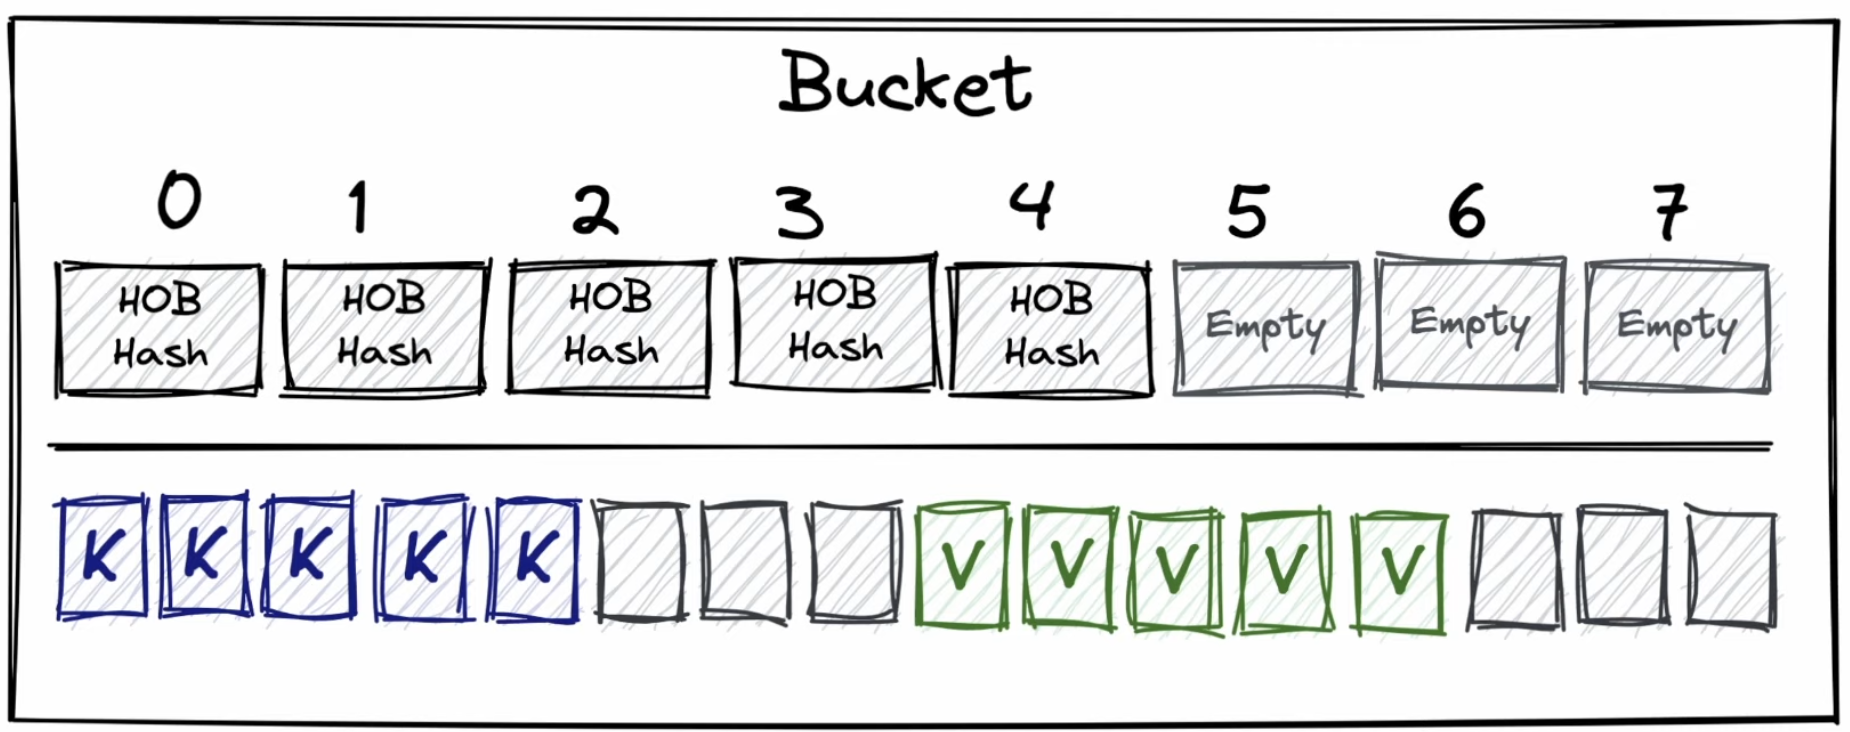 Bucket
0 1 2 3 4 5 6 7
HOB HOB HOB HOB HOB
Hash Hash Hash Hash Hash Empty Empty Empty
K K K K K V V V V V